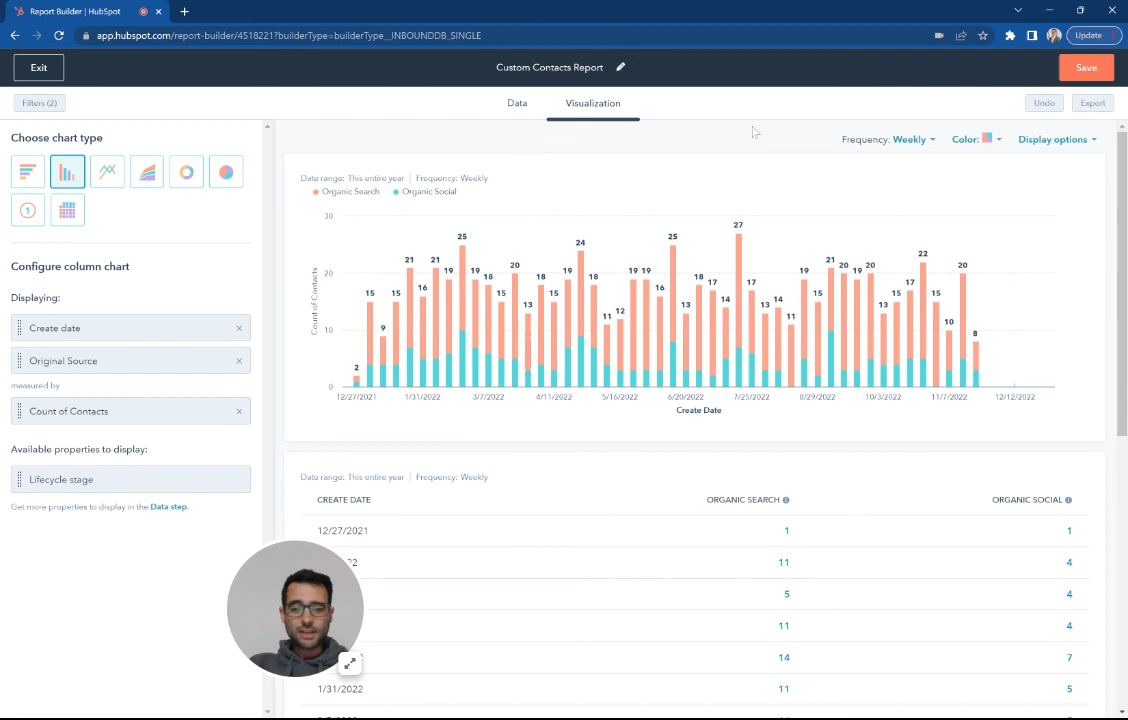 Report Builder | HubSpot
app.hubspot.com/report-builder/4518221?builderType=builderType__INBOUNDDB_SINGLE
Update
Exit
Custom Contacts Report
Save
Filters (2)
Data
Visualization
Undo
Export
Choose chart type
1
Configure column chart
Displaying:
Create date
Original Source
measured by
Count of Contacts
Available properties to display:
Lifecycle stage
Get more properties to display in the Data step.
Frequency: Weekly
Color:
Display options
Date range: This entire year | Frequency: Weekly
Organic Search
Organic Social
Count of Contacts
30
20
10
0
2 15 9 15 21 16 21 19 25 19 18 15 20 13 18 15 19 24 18 11 12 19 19 16 25 13 18 17 14 27 17 13 14 11 19 15 21 20 19 20 13 15 17 22 15 10 20 8
12/27/2021 1/31/2022 3/7/2022 4/11/2022 5/16/2022 6/20/2022 7/25/2022 8/29/2022 10/3/2022 11/7/2022 12/12/2022
Create Date
Date range: This entire year | Frequency: Weekly
CREATE DATE ORGANIC SEARCH ORGANIC SOCIAL
12/27/2021 1 1
11 4
5 4
11 4
14 7
1/31/2022 11 5